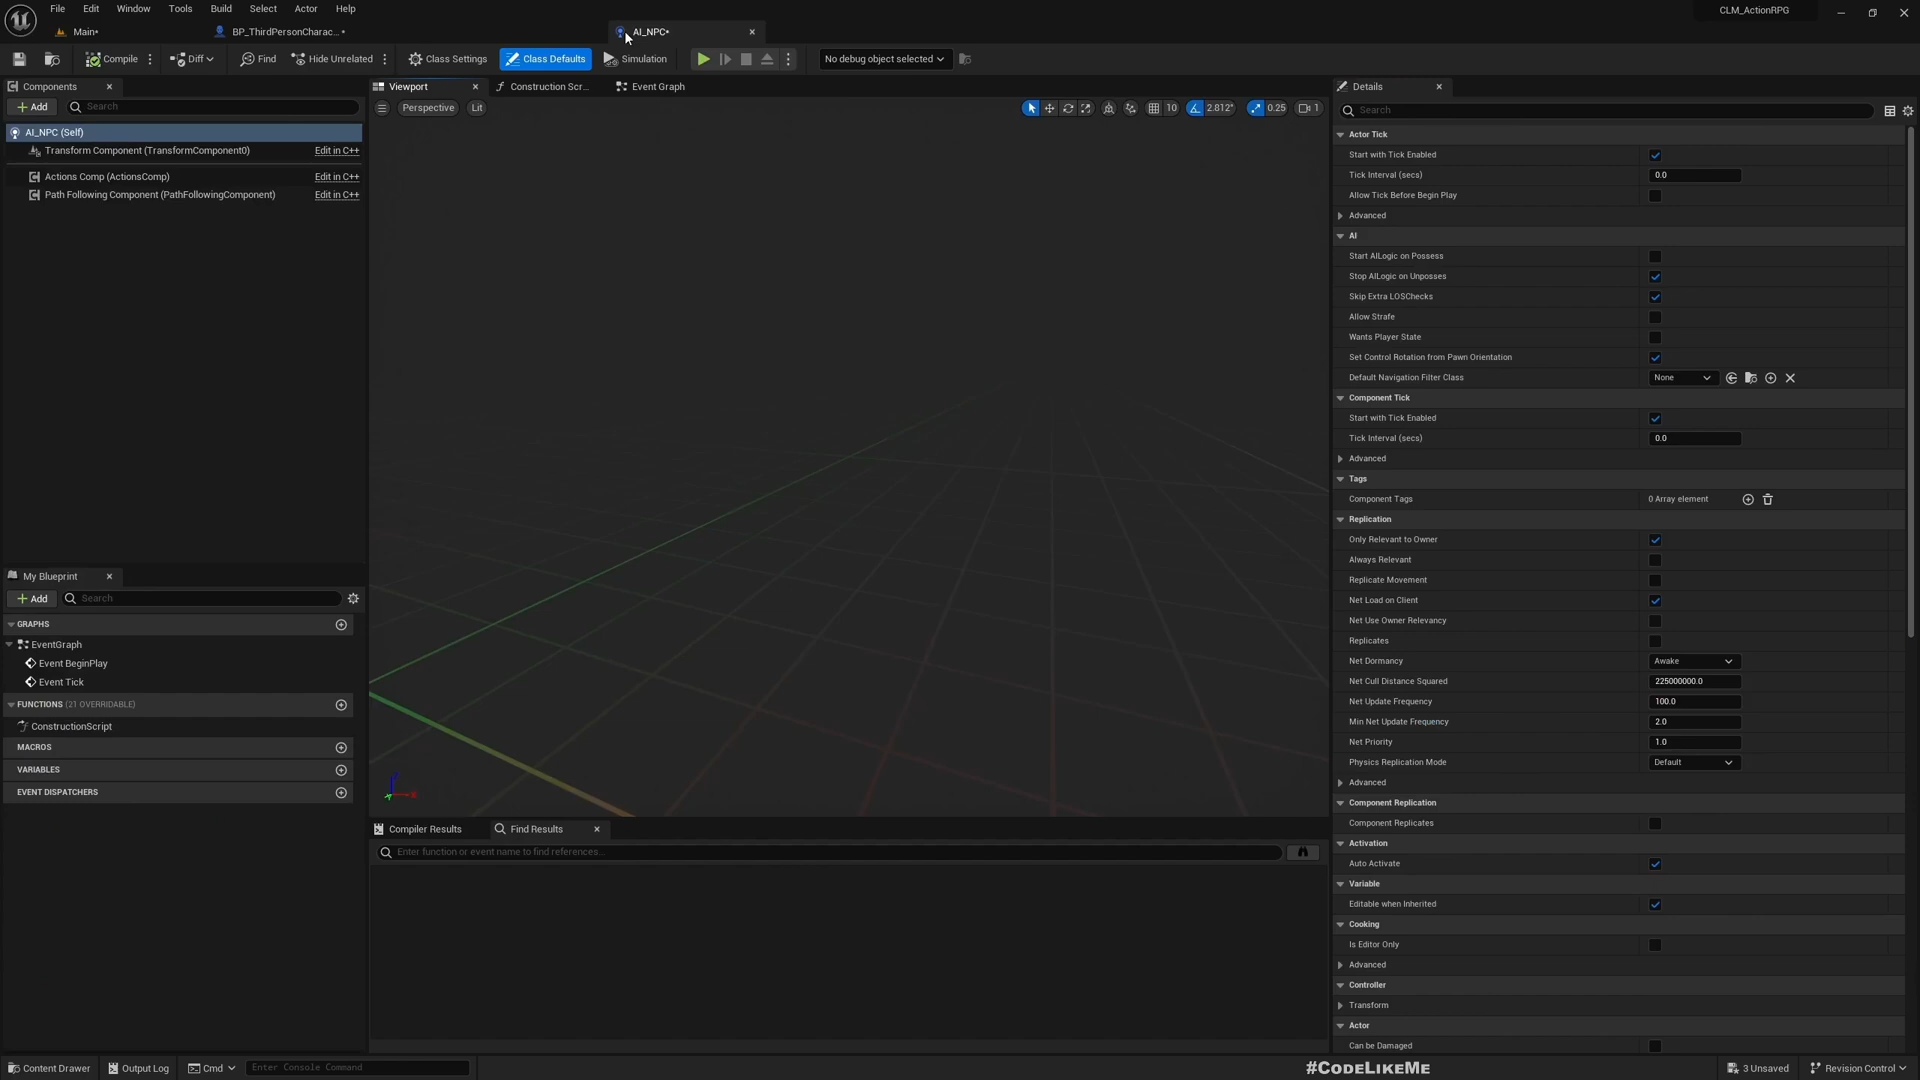 File Edit Window Tools Build Select Actor Help
CLM_ActionRPG
Main*
BP_ThirdPersonCharac...*
AI_NPC*
Compile
Diff
Find
Hide Unrelated
Class Settings
Class Defaults
Simulation
No debug object selected
Components
Add
Search
AI_NPC (Self)
Transform Component (TransformComponent0) Edit in C++
Actions Comp (ActionsComp) Edit in C++
Path Following Component (PathFollowingComponent) Edit in C++
My Blueprint
Add
Search
GRAPHS
EventGraph
Event BeginPlay
Event Tick
FUNCTIONS (21 OVERRIDABLE)
ConstructionScript
MACROS
VARIABLES
EVENT DISPATCHERS
Viewport
Construction Scr...
Event Graph
Perspective
Lit
10
2.812°
0.25
1
Compiler Results
Find Results
Enter function or event name to find references...
Details
Search
Actor Tick
Start with Tick Enabled
Tick Interval (secs) 0.0
Allow Tick Before Begin Play
Advanced
AI
Start AILogic on Possess
Stop AILogic on Unposses
Skip Extra LOSChecks
Allow Strafe
Wants Player State
Set Control Rotation from Pawn Orientation
Default Navigation Filter Class None
Component Tick
Start with Tick Enabled
Tick Interval (secs) 0.0
Advanced
Tags
Component Tags 0 Array element
Replication
Only Relevant to Owner
Always Relevant
Replicate Movement
Net Load on Client
Net Use Owner Relevancy
Replicates
Net Dormancy Awake
Net Cull Distance Squared 225000000.0
Net Update Frequency 100.0
Min Net Update Frequency 2.0
Net Priority 1.0
Physics Replication Mode Default
Advanced
Component Replication
Component Replicates
Activation
Auto Activate
Variable
Editable when Inherited
Cooking
Is Editor Only
Advanced
Controller
Transform
Actor
Can be Damaged
Content Drawer
Output Log
Cmd
Enter Console Command
#CodeLikeMe
3 Unsaved
Revision Control